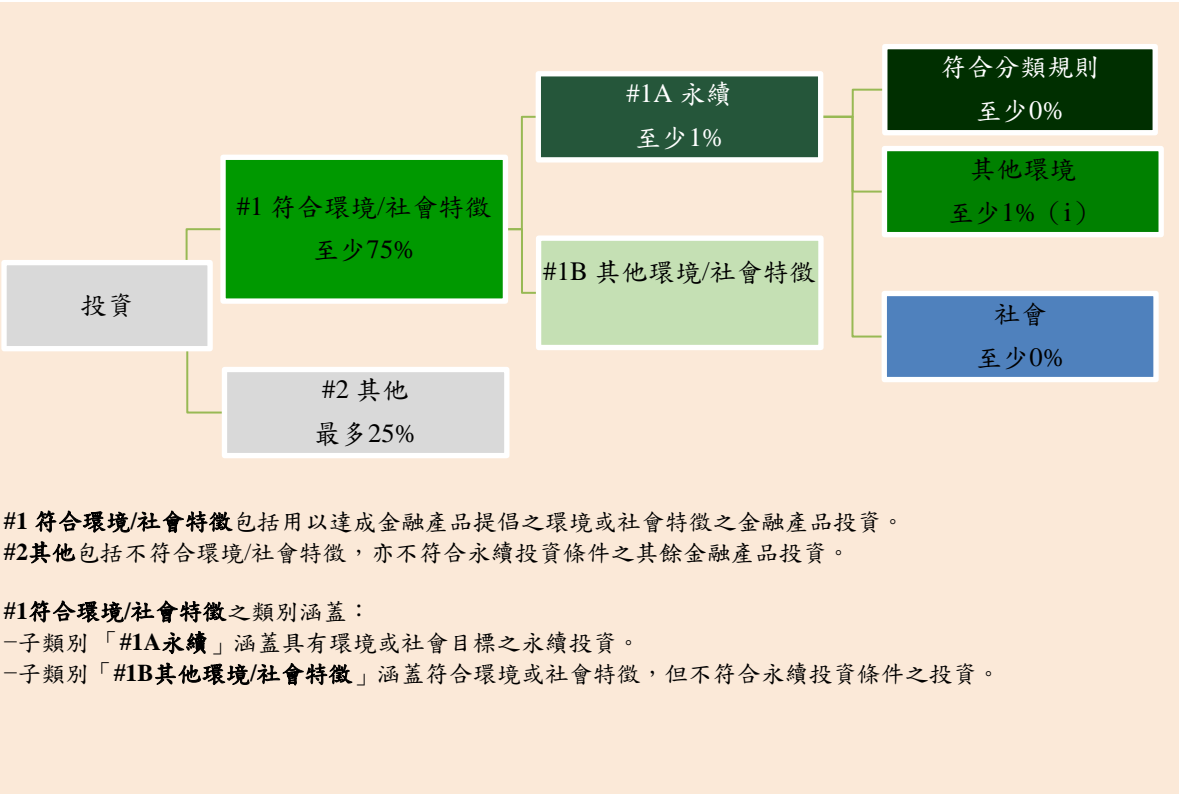 投資
#1 符合環境/社會特徵
至少75%
#2 其他
最多25%
#1A 永續
至少1%
#1B 其他環境/社會特徵
符合分類規則
至少0%
其他環境
至少1%（i）
社會
至少0%
#1 符合環境/社會特徵包括用以達成金融產品提倡之環境或社會特徵之金融產品投資。
#2其他包括不符合環境/社會特徵，亦不符合永續投資條件之其餘金融產品投資。
#1符合環境/社會特徵之類別涵蓋：
–子類別「#1A永續」涵蓋具有環境或社會目標之永續投資。
–子類別「#1B其他環境/社會特徵」涵蓋符合環境或社會特徵，但不符合永續投資條件之投資。